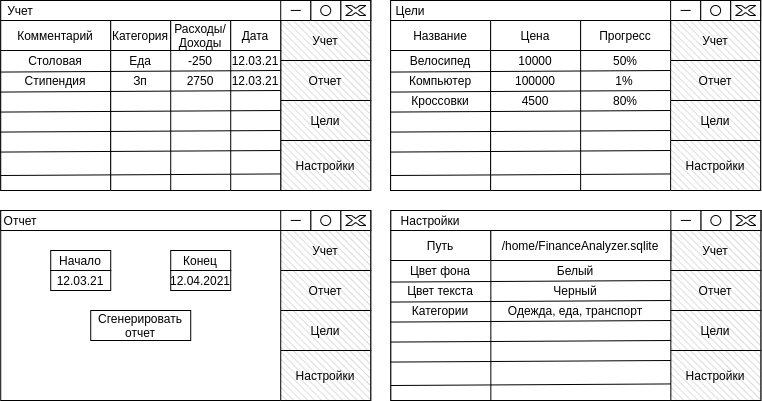 Учет
Комментарий Категория Расходы/ Доходы Дата
Столовая Еда -250 12.03.21
Стипендия Зп 2750 12.03.21
Учет
Отчет
Цели
Настройки
Цели
Название Цена Прогресс
Велосипед 10000 50%
Компьютер 100000 1%
Кроссовки 4500 80%
Учет
Отчет
Цели
Настройки
Отчет
Начало Конец
12.03.21 12.04.2021
Сгенерировать
отчет
Учет
Отчет
Цели
Настройки
Настройки
Путь /home/FinanceAnalyzer.sqlite
Цвет фона Белый
Цвет текста Черный
Категории Одежда, еда, транспорт
Учет
Отчет
Цели
Настройки